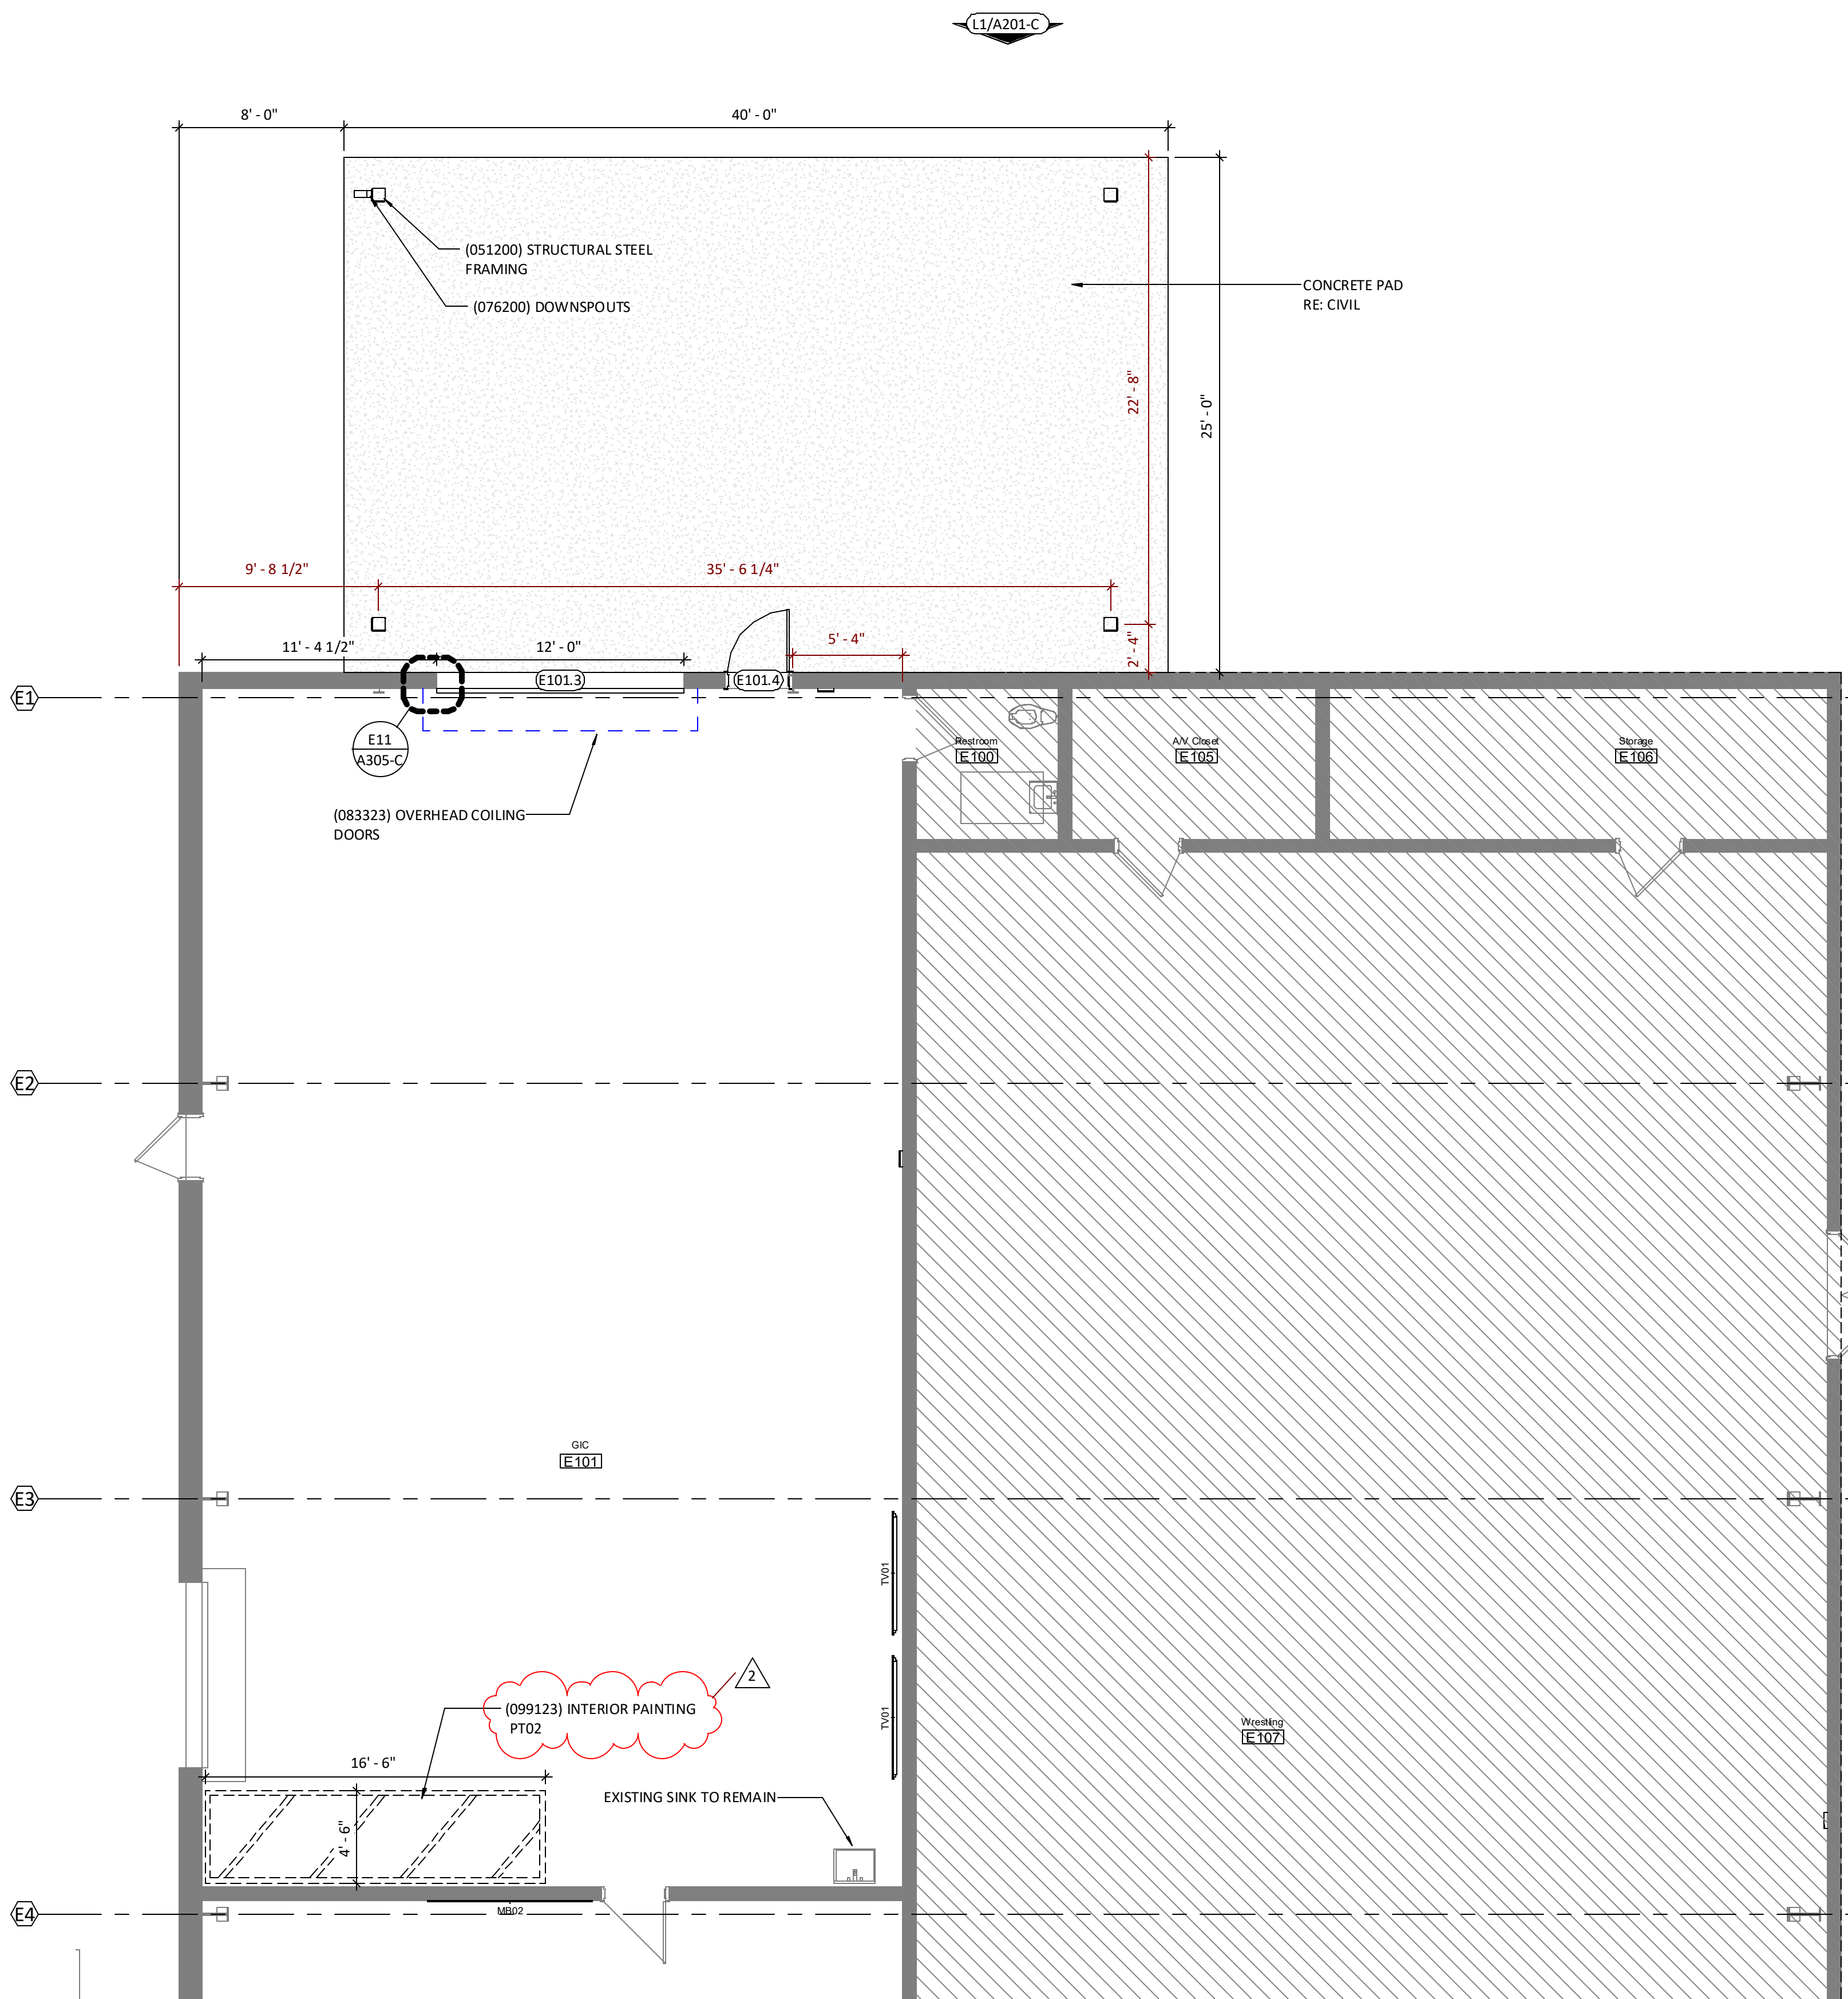 L1/A201-C
8' - 0"
40' - 0"
(051200) STRUCTURAL STEEL
FRAMING
(076200) DOWNSPOUTS
CONCRETE PAD
RE: CIVIL
22' - 8"
25' - 0"
9' - 8 1/2"
35' - 6 1/4"
11' - 4 1/2"
12' - 0"
5' - 4"
2' - 4"
E101.3
E101.4
E1
E11
A305-C
Restroom
E100
A/V Closet
E105
Storage
E106
(083323) OVERHEAD COILING
DOORS
E2
GIC
E101
E3
TV01
TV01
2
(099123) INTERIOR PAINTING
PT02
Wrestling
E107
16' - 6"
4' - 6"
EXISTING SINK TO REMAIN
MB02
E4